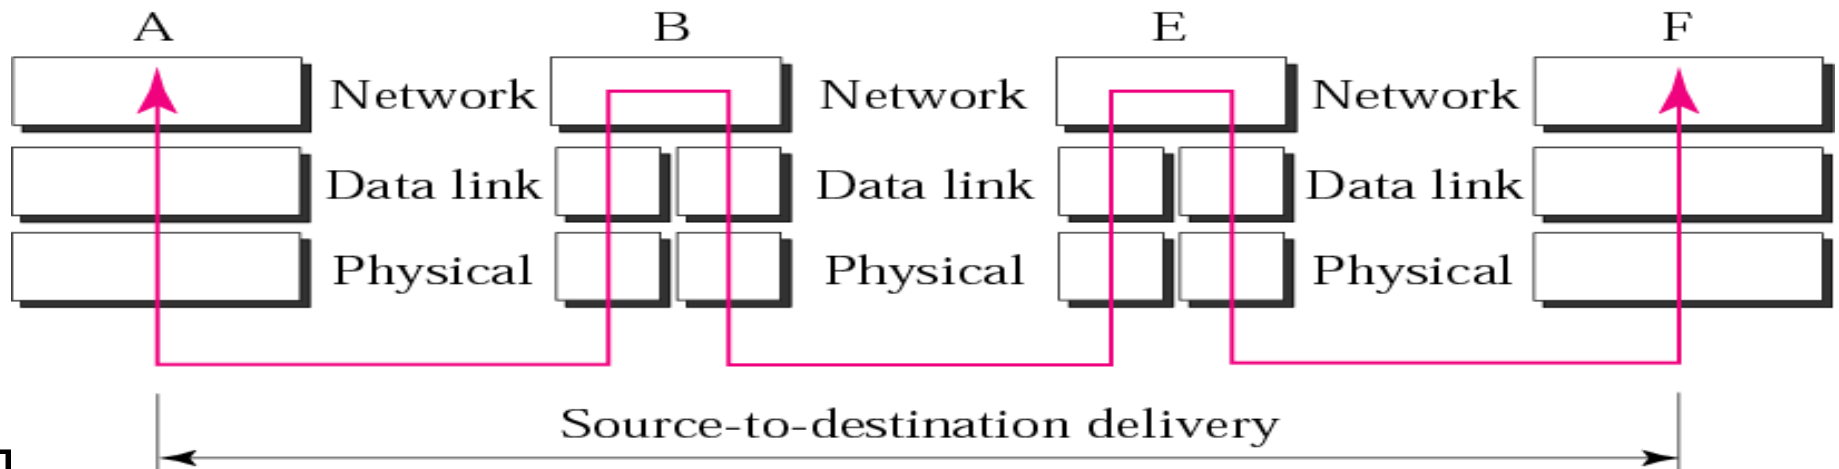 A B E F
Network Network Network
Data link Data link Data link
Physical Physical Physical
Source-to-destination delivery